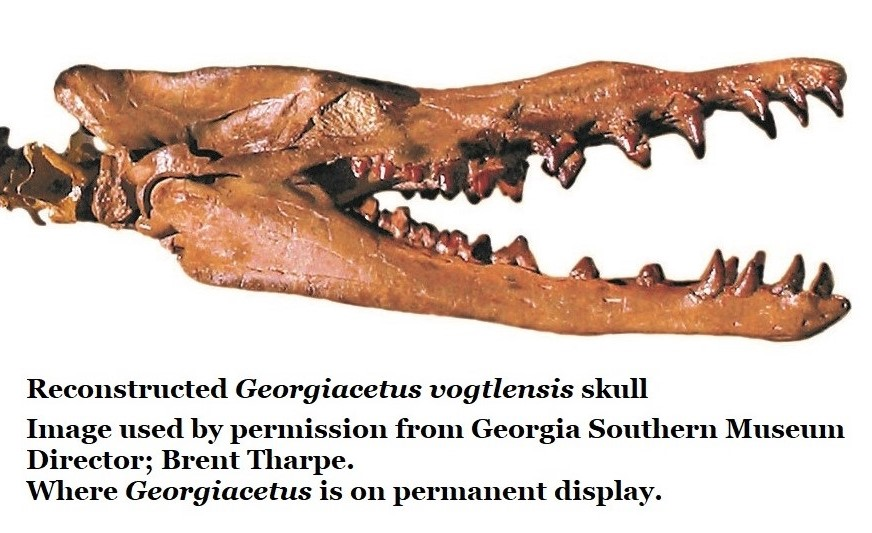 Reconstructed Georgiacetus vogtlensis skull
Image used by permission from Georgia Southern Museum
Director; Brent Tharpe.
Where Georgiacetus is on permanent display.